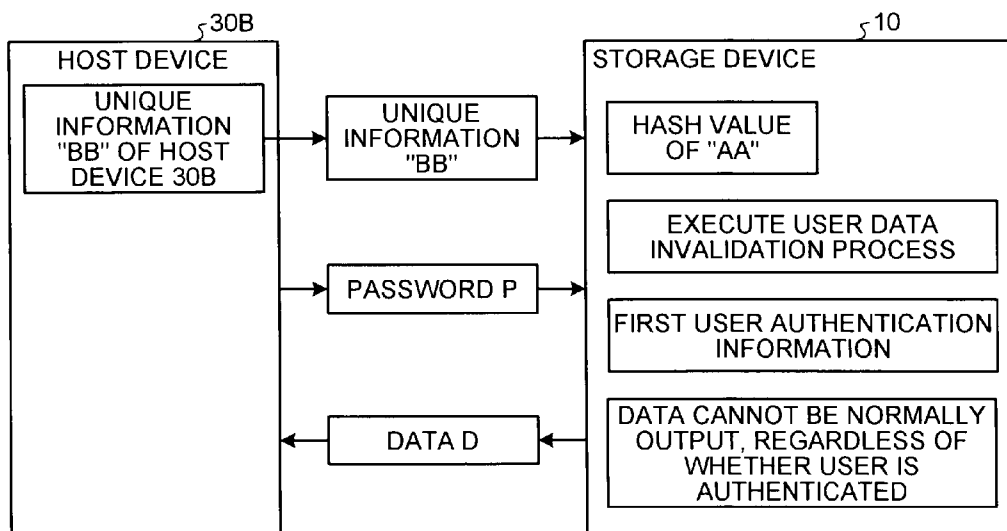 30B
10
HOST DEVICE
STORAGE DEVICE
UNIQUE
INFORMATION
"BB" OF HOST
DEVICE 30B
UNIQUE
INFORMATION
"BB"
HASH VALUE
OF "AA"
EXECUTE USER DATA
INVALIDATION PROCESS
PASSWORD P
FIRST USER AUTHENTICATION
INFORMATION
DATA D
DATA CANNOT BE NORMALLY
OUTPUT, REGARDLESS OF
WHETHER USER IS
AUTHENTICATED